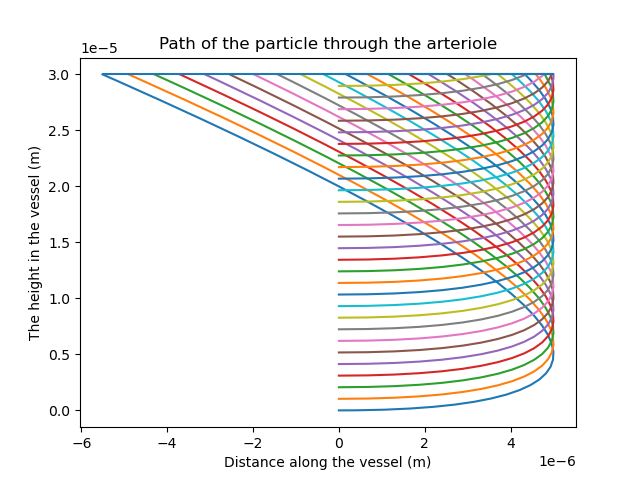 Path of the particle through the arteriole
1e−5
3.0
2.5
2.0
1.5
1.0
0.5
0.0
The height in the vessel (m)
−6 −4 −2 0 2 4
1e−6
Distance along the vessel (m)